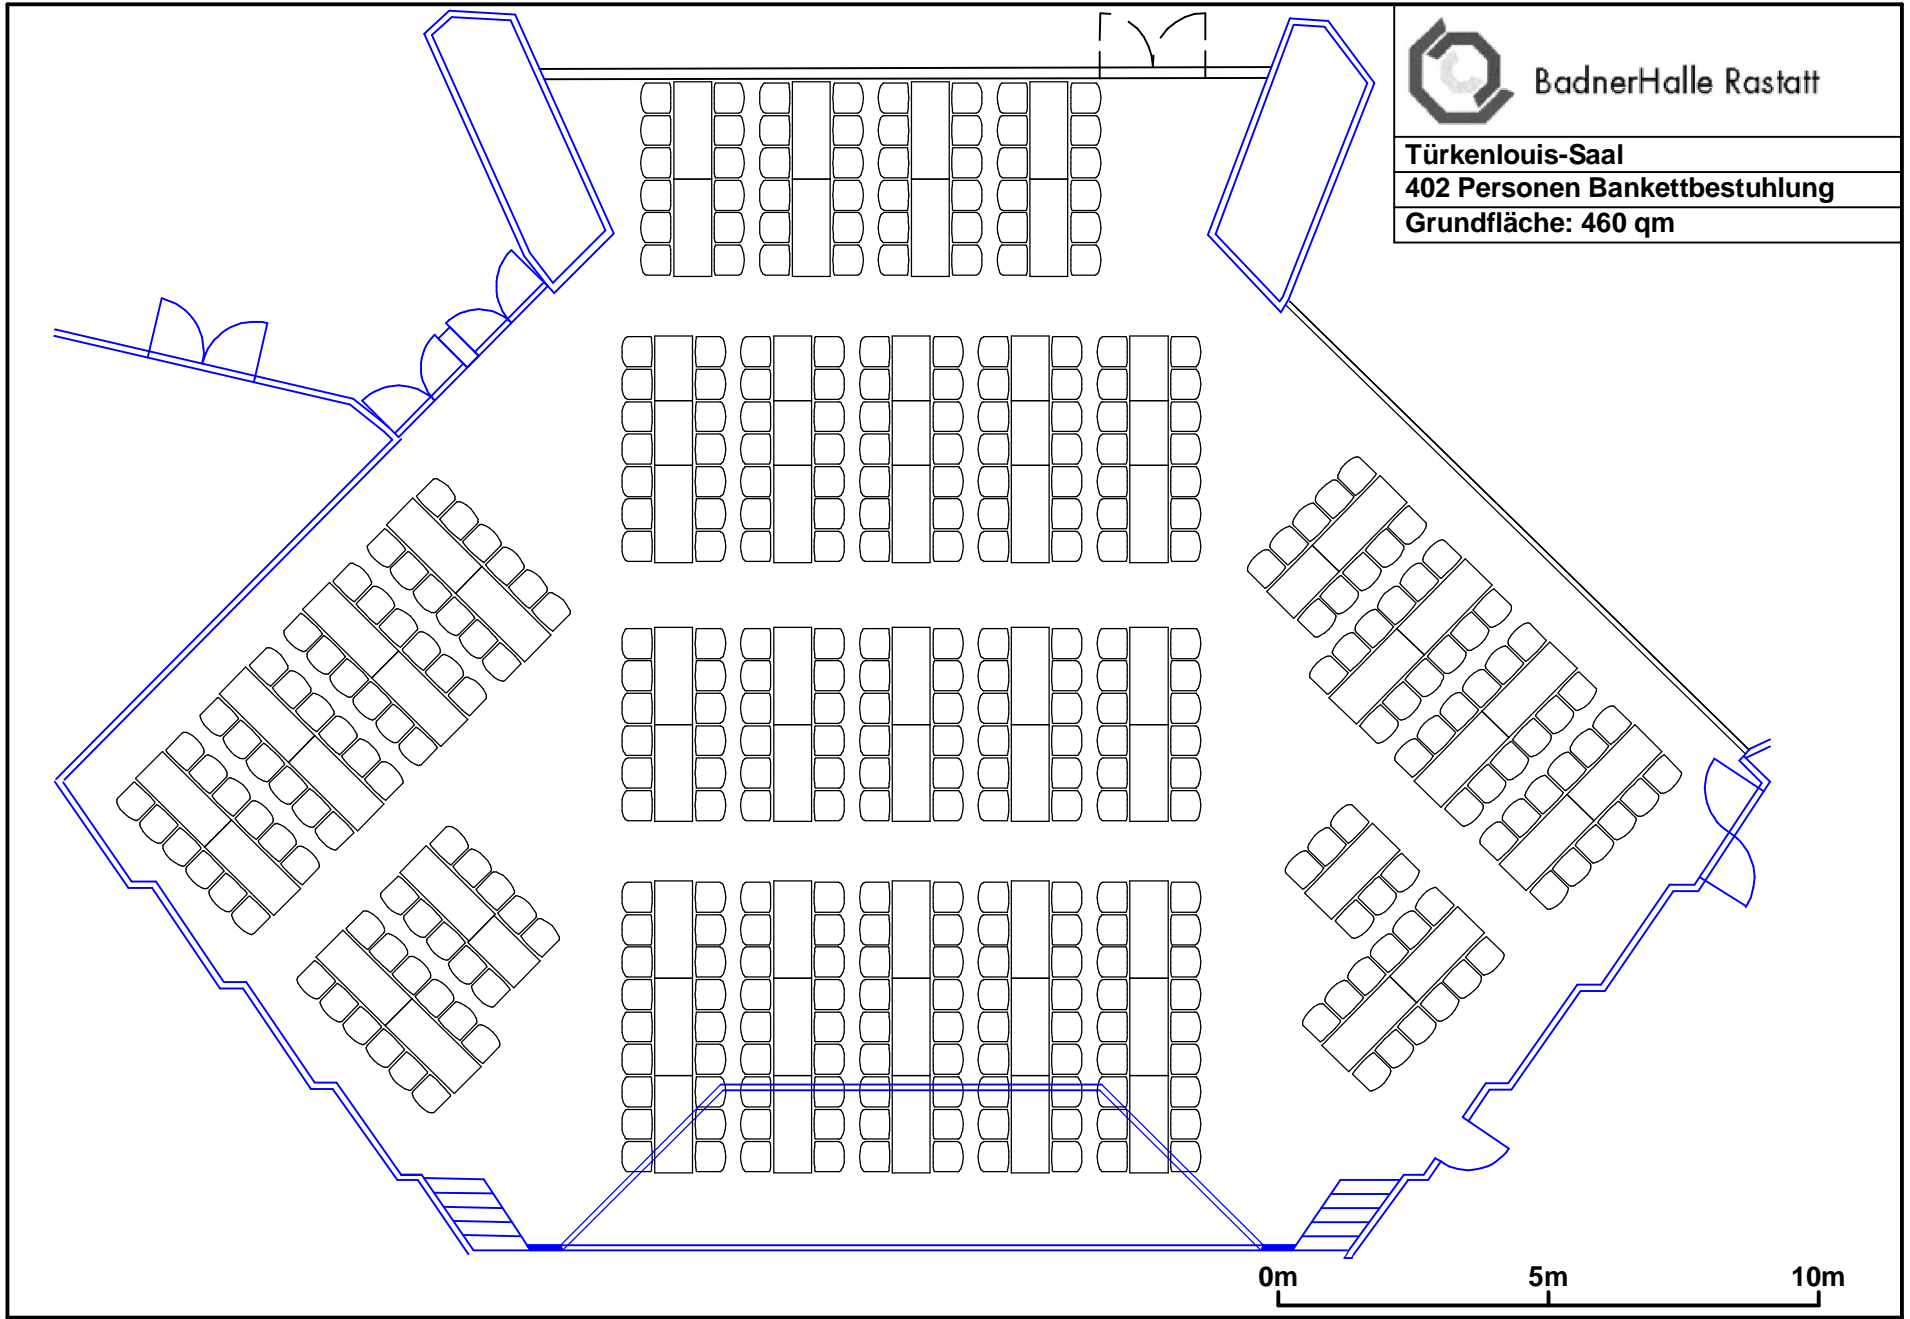 BadnerHalle Rastatt
Türkenlouis-Saal
402 Personen Bankettbestuhlung
Grundfläche: 460 qm
0m 5m 10m